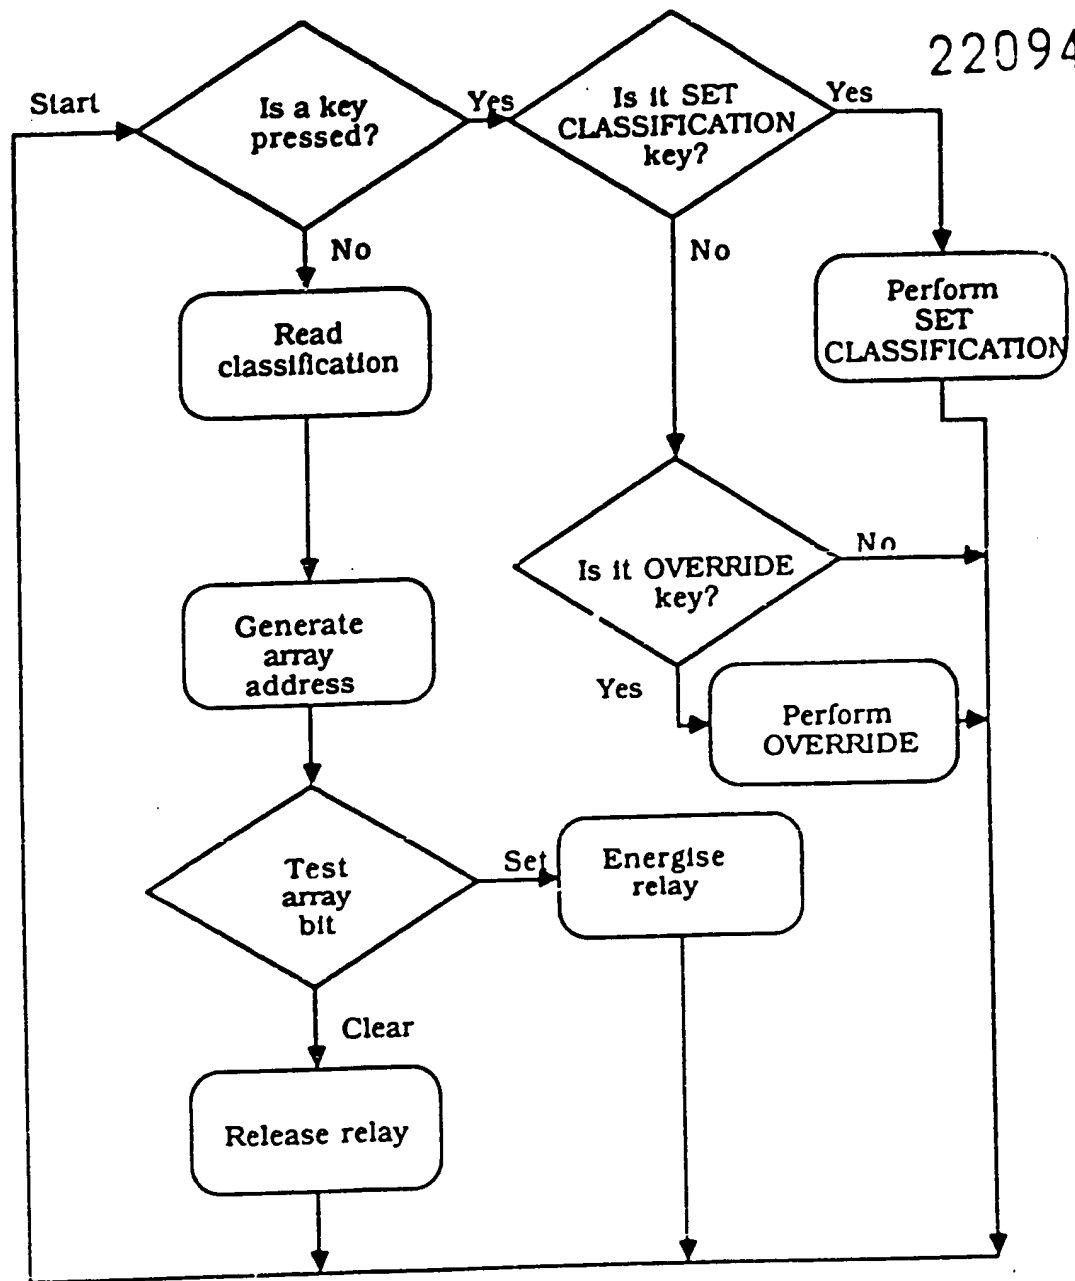 22094
Start
Is a key
pressed?
Yes
Is it SET
CLASSIFICATION
key?
Yes
No
No
Read
classification
Perform
SET
CLASSIFICATION
Is it OVERRIDE
key?
No
Generate
array
address
Yes
Perform
OVERRIDE
Test
array
bit
Set
Energise
relay
Clear
Release relay